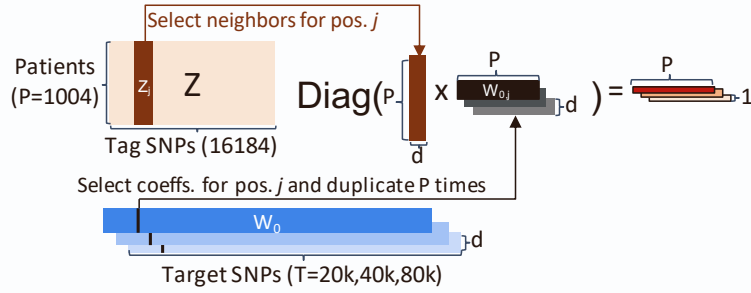 Select neighbors for pos. j
Patients
(P=1004)
Zj
Z
Diag(
P
d
x
P
W0,j
d
) =
P
1
Tag SNPs (16184)
Select coeffs. for pos. j and duplicate P times
W0
d
Target SNPs (T=20k,40k,80k)